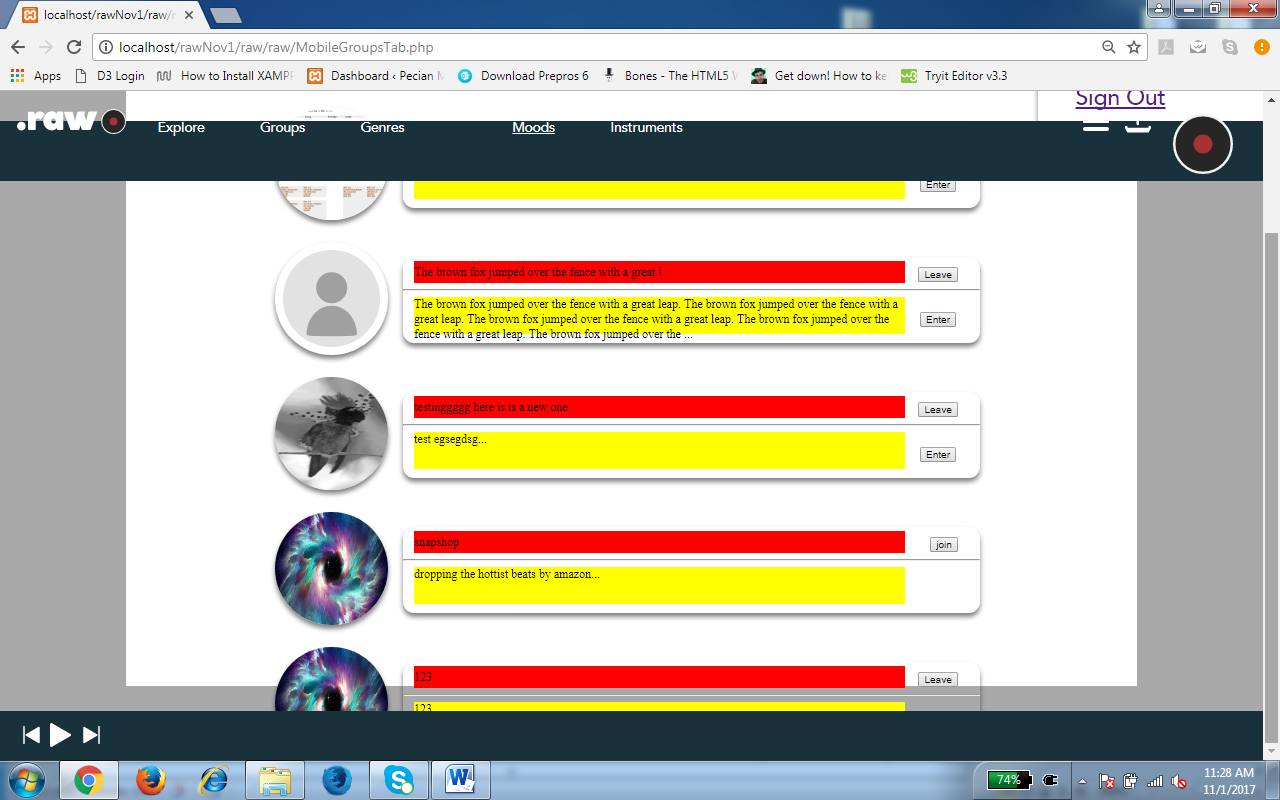 localhost/rawNov1/raw/r
localhost/rawNov1/raw/raw/MobileGroupsTab.php
Apps D3 Login How to Install XAMPP Dashboard ‹ Pecian M Download Prepros 6 Bones - The HTML5 W Get down! How to ke Tryit Editor v3.3
Sign Out
.raw Explore Groups Genres Moods Instruments
Enter
The brown fox jumped over the fence with a great l
Leave
The brown fox jumped over the fence with a great leap. The brown fox jumped over the fence with a
great leap. The brown fox jumped over the fence with a great leap. The brown fox jumped over the
fence with a great leap. The brown fox jumped over the ...
Enter
testinggggg here is is a new one
Leave
test egsegdsg...
Enter
snapshop
join
dropping the hottist beats by amazon...
123
Leave
123
74%
11:28 AM
11/1/2017